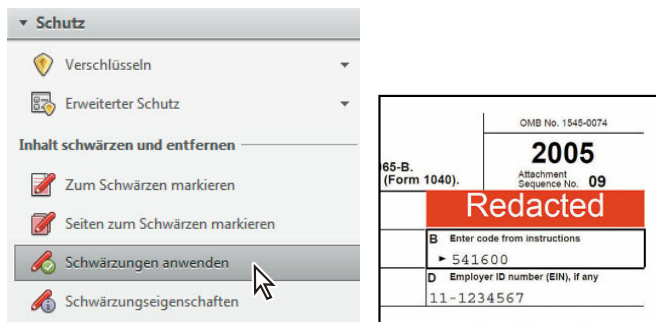 Schutz
Verschlüsseln
Erweiterter Schutz
Inhalt schwärzen und entfernen
Zum Schwärzen markieren
Seiten zum Schwärzen markieren
Schwärzungen anwenden
Schwärzungseigenschaften
OMB No. 1545-0074
2005
065-B.
(Form 1040).
Attachment
Sequence No. 09
Redacted
B Enter code from instructions
► 541600
D Employer ID number (EIN), if any
11-1234567